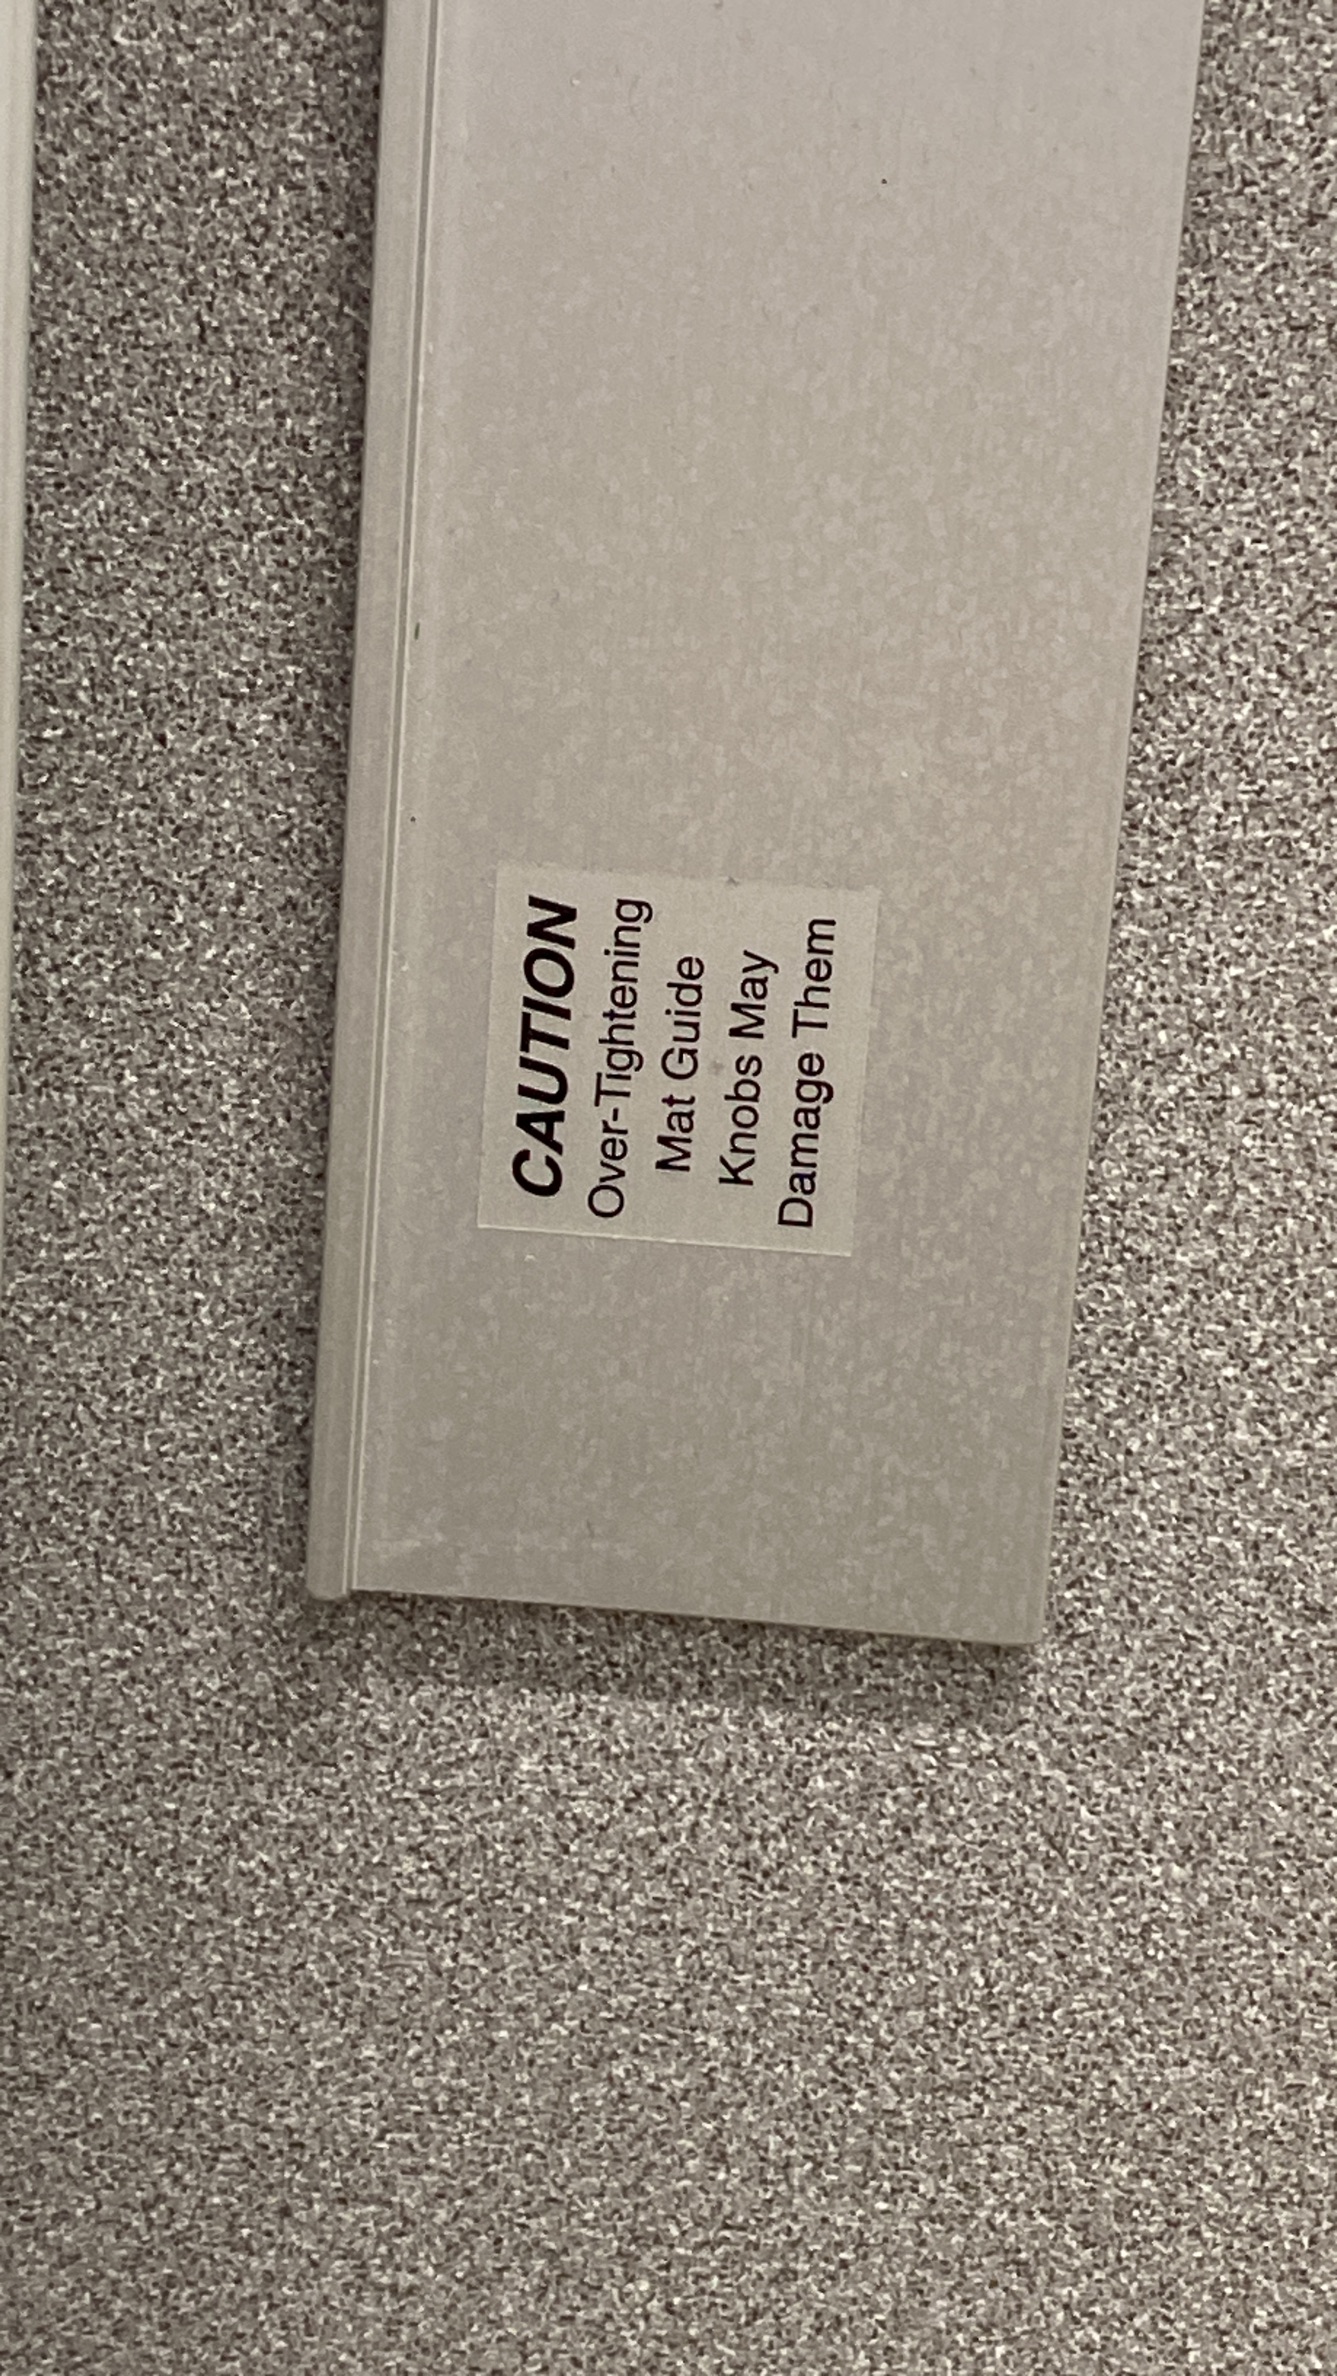 CAUTION
Over-Tightening
Mat Guide
Knobs May
Damage Them